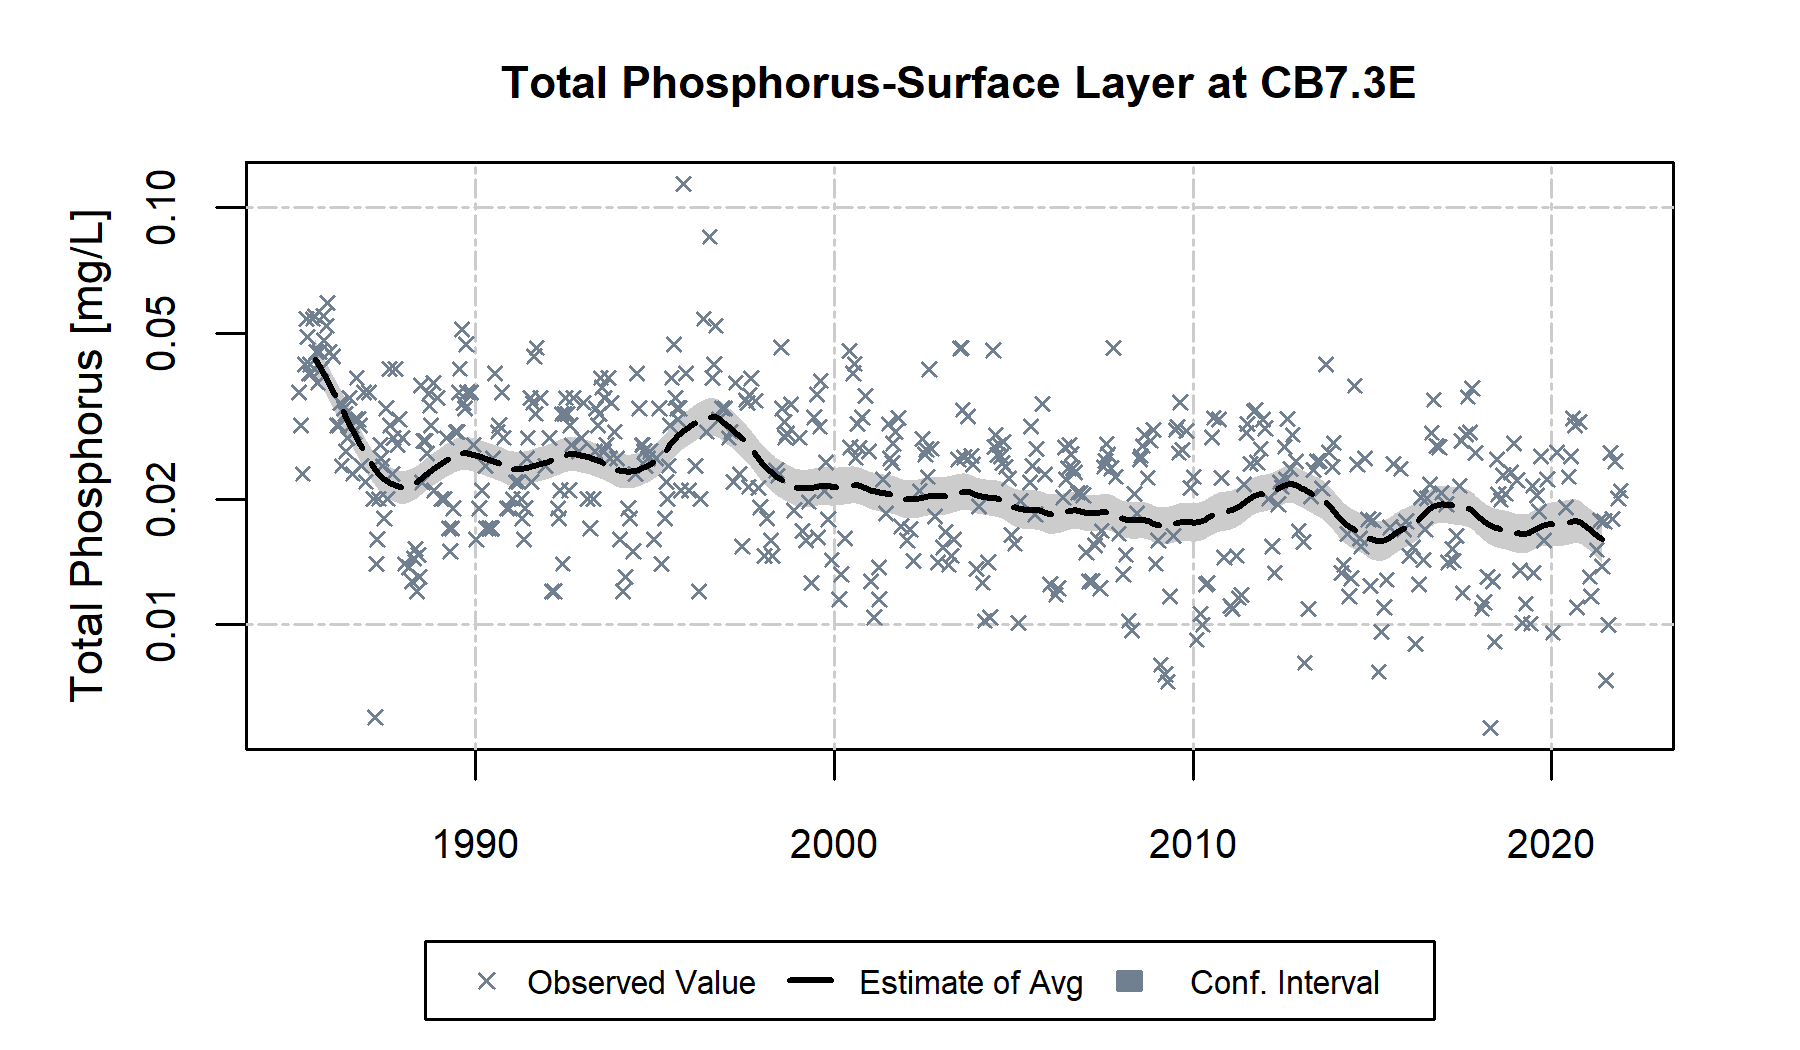 Total Phosphorus-Surface Layer at CB7.3E
Total Phosphorus [mg/L]
0.10
0.05
0.02
0.01
1990 2000 2010 2020
Observed Value Estimate of Avg Conf. Interval